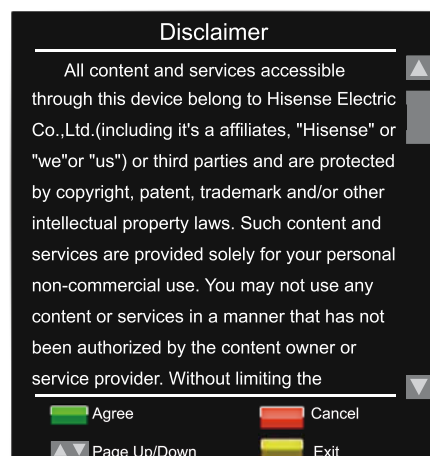 Disclaimer
All content and services accessible
through this device belong to Hisense Electric
Co.,Ltd.(including it's a affiliates, "Hisense" or
"we"or "us") or third parties and are protected
by copyright, patent, trademark and/or other
intellectual property laws. Such content and
services are provided solely for your personal
non-commercial use. You may not use any
content or services in a manner that has not
been authorized by the content owner or
service provider. Without limiting the
Agree Cancel
Page Up/Down Exit